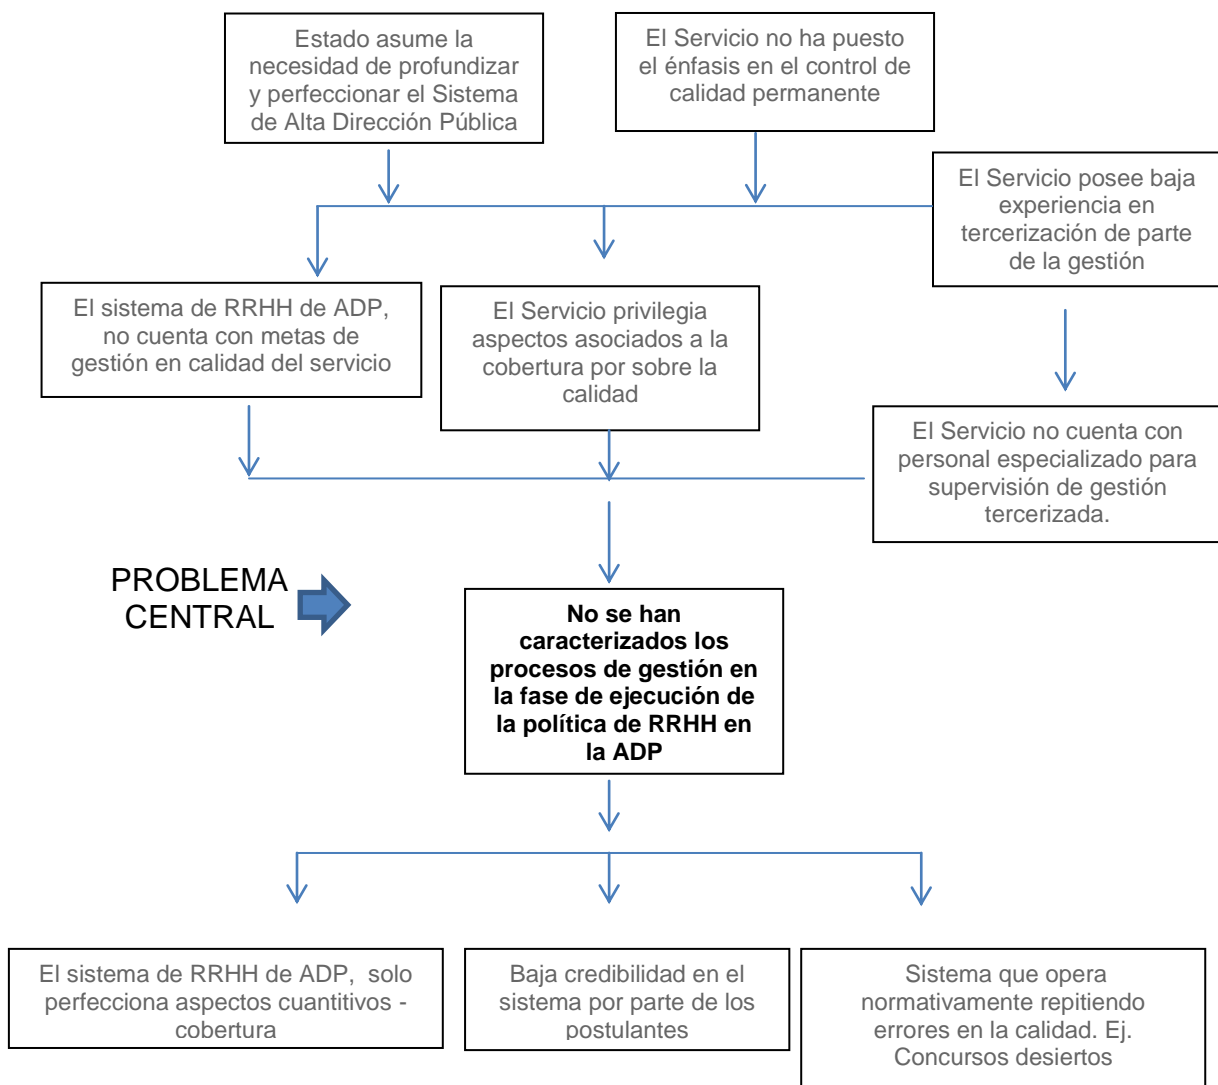 Estado asume la
necesidad de profundizar
y perfeccionar el Sistema
de Alta Dirección Pública
El Servicio no ha puesto
el énfasis en el control de
calidad permanente
El Servicio posee baja
experiencia en
tercerización de parte
de la gestión
El sistema de RRHH de ADP,
no cuenta con metas de
gestión en calidad del servicio
El Servicio privilegia
aspectos asociados a la
cobertura por sobre la
calidad
El Servicio no cuenta con
personal especializado para
supervisión de gestión
tercerizada.
PROBLEMA
CENTRAL
No se han
caracterizados los
procesos de gestión en
la fase de ejecución de
la política de RRHH en
la ADP
El sistema de RRHH de ADP, solo
perfecciona aspectos cuantitivos -
cobertura
Baja credibilidad en el
sistema por parte de los
postulantes
Sistema que opera
normativamente repitiendo
errores en la calidad. Ej.
Concursos desiertos